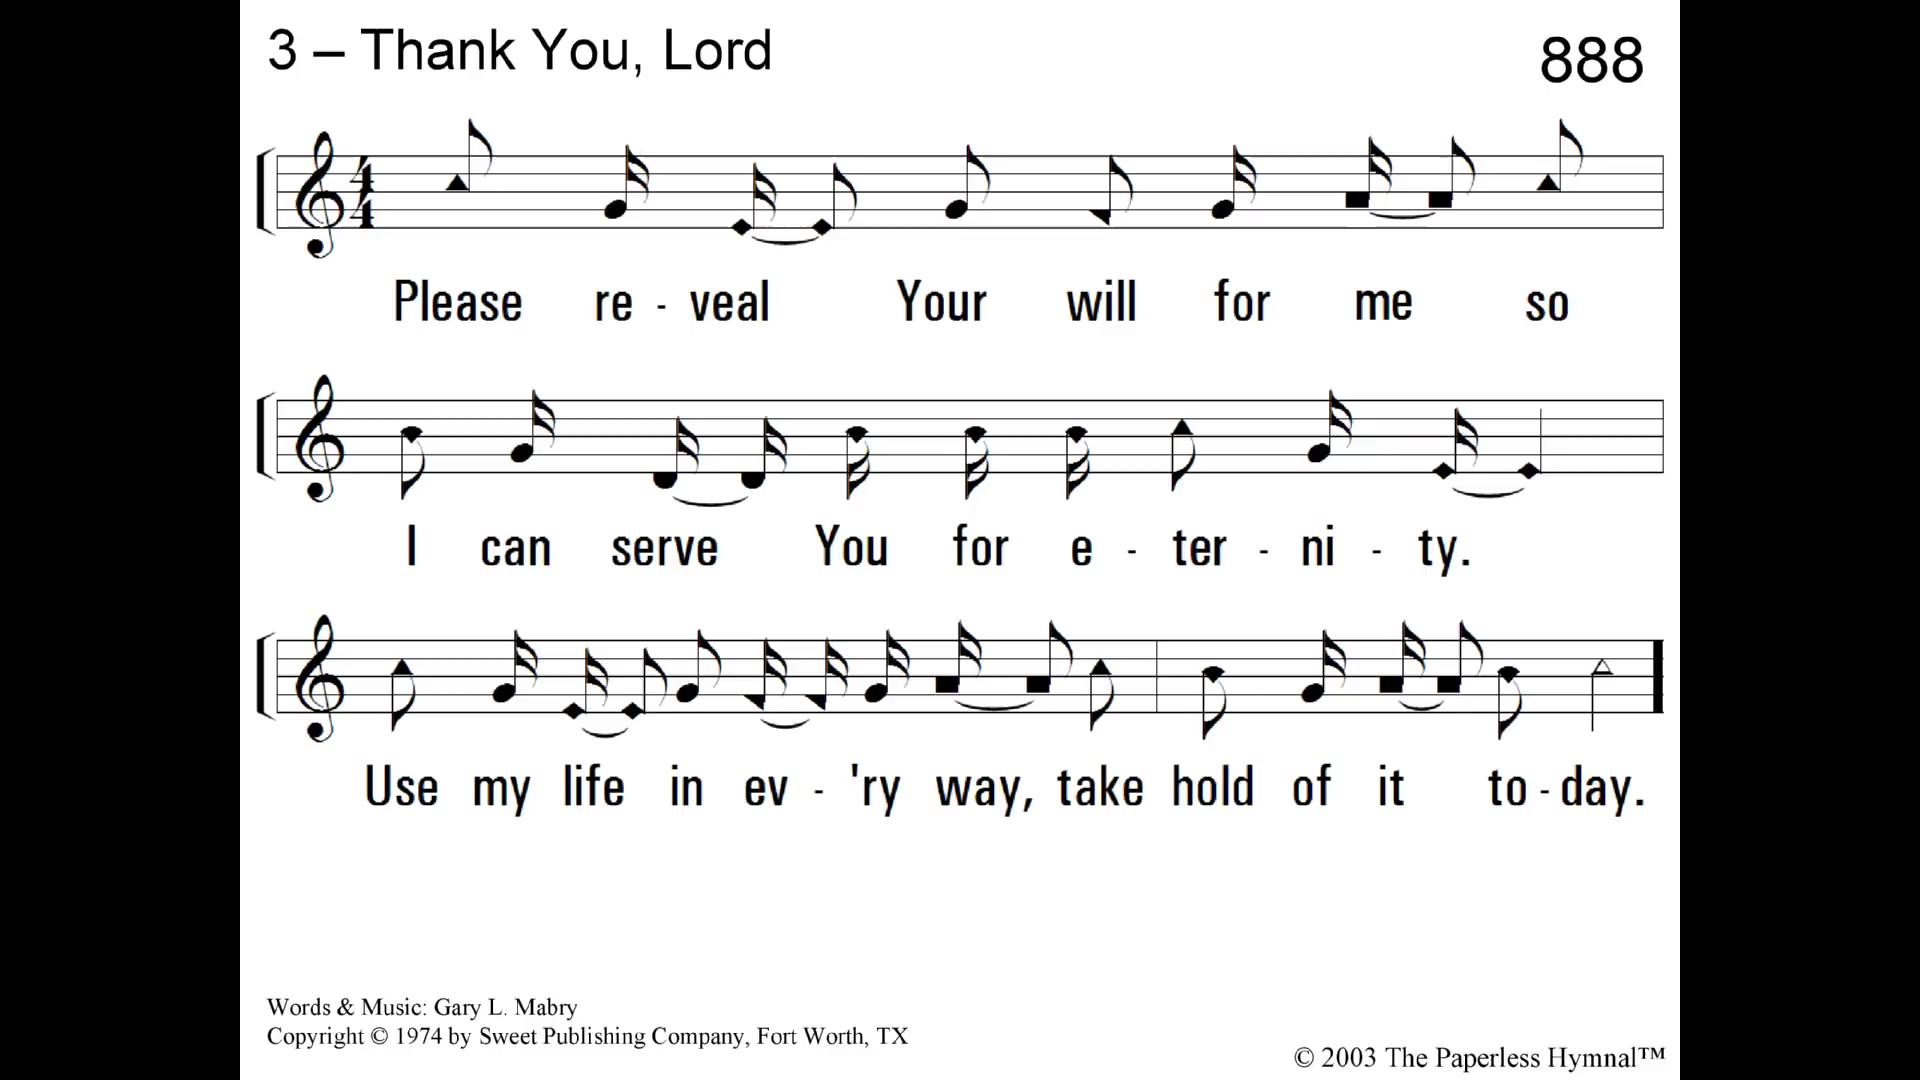 3 – Thank You, Lord
888
4
4
Please re - veal Your will for me so
I can serve You for e - ter - ni - ty.
Use my life in ev - 'ry way, take hold of it to - day.
Words & Music: Gary L. Mabry
Copyright © 1974 by Sweet Publishing Company, Fort Worth, TX
© 2003 The Paperless Hymnal™